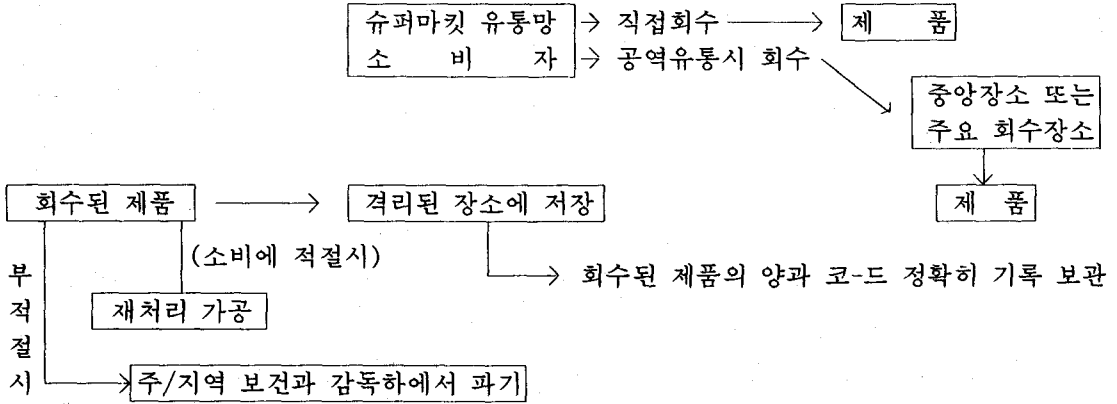 슈퍼마킷 유통망 → 직접회수 → 제 품
소 비 자 → 공역유통시 회수
중앙장소 또는
주요 회수장소
제 품
회수된 제품 → 격리된 장소에 저장
(소비에 적절시)
회수된 제품의 양과 코-드 정확히 기록 보관
재처리 가공
부적절시
주/지역 보건과 감독하에서 파기